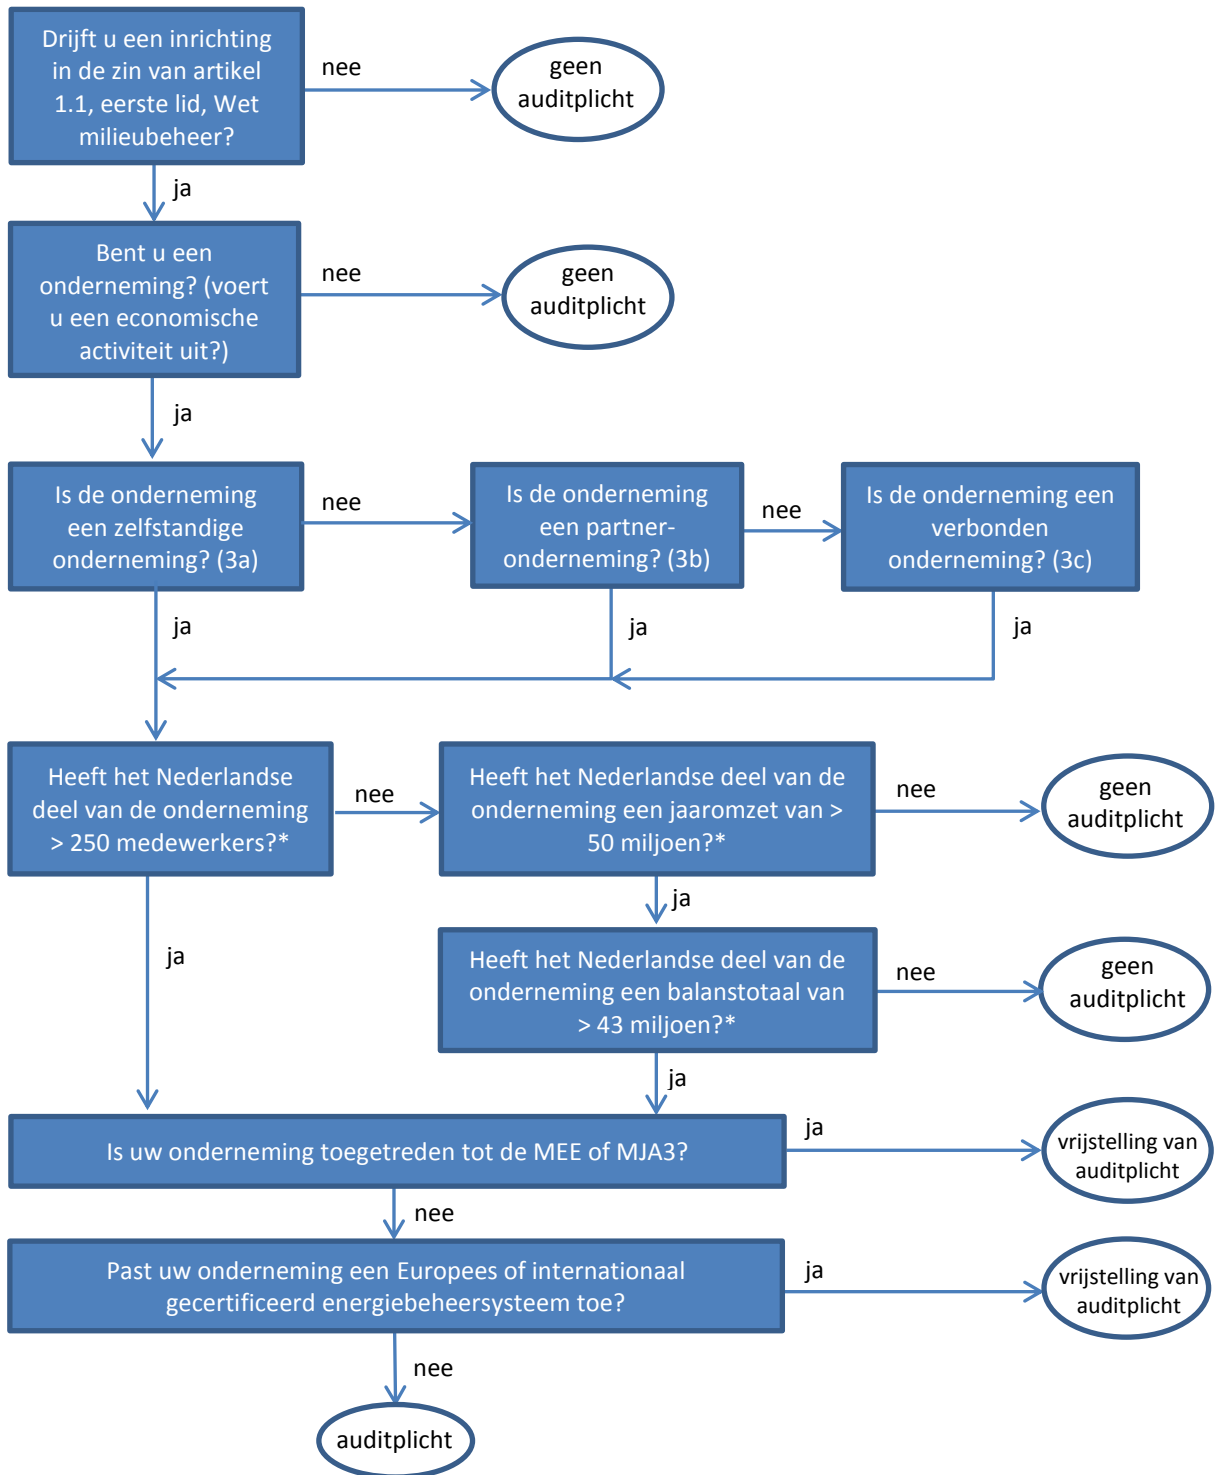 Drijft u een inrichting
in de zin van artikel
1.1, eerste lid, Wet
milieubeheer?
nee
geen
auditplicht
ja
Bent u een
onderneming? (voert
u een economische
activiteit uit?)
nee
geen
auditplicht
ja
Is de onderneming
een zelfstandige
onderneming? (3a)
nee
Is de onderneming
een partner-
onderneming? (3b)
nee
Is de onderneming een
verbonden
onderneming? (3c)
ja
ja
ja
Heeft het Nederlandse
deel van de onderneming
> 250 medewerkers?*
nee
Heeft het Nederlandse deel van de
onderneming een jaaromzet van >
50 miljoen?*
nee
geen
auditplicht
ja
ja
Heeft het Nederlandse deel van de
onderneming een balanstotaal van
> 43 miljoen?*
nee
geen
auditplicht
ja
Is uw onderneming toegetreden tot de MEE of MJA3?
ja
vrijstelling van
auditplicht
nee
Past uw onderneming een Europees of internationaal
gecertificeerd energiebeheersysteem toe?
ja
vrijstelling van
auditplicht
nee
auditplicht